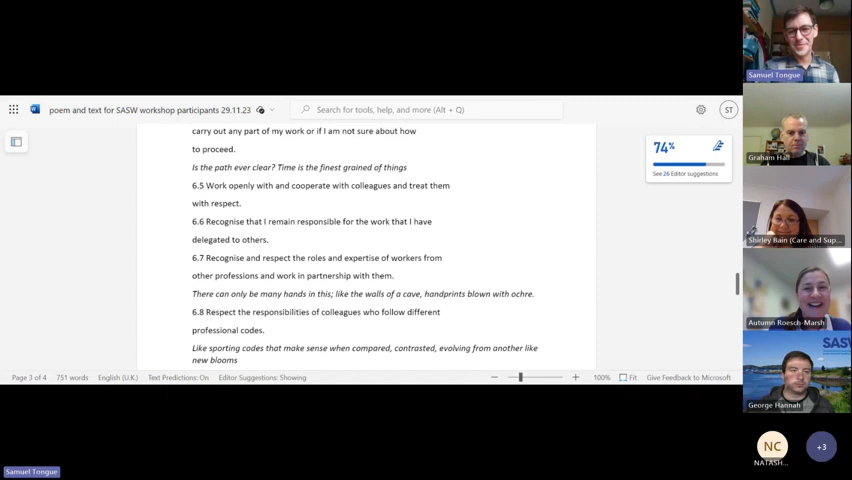 Samuel Tongue
poem and text for SASW workshop participants 29.11.23
Search for tools, help, and more (Alt + Q)
ST
carry out any part of my work or if I am not sure about how
to proceed.
Is the path ever clear? Time is the finest grained of things
6.5 Work openly with and cooperate with colleagues and treat them
with respect.
6.6 Recognise that I remain responsible for the work that I have
delegated to others.
6.7 Recognise and respect the roles and expertise of workers from
other professions and work in partnership with them.
There can only be many hands in this; like the walls of a cave, handprints blown with ochre.
6.8 Respect the responsibilities of colleagues who follow different
professional codes.
Like sporting codes that make sense when compared, contrasted, evolving from another like
new blooms
74%
See 26 Editor suggestions
Graham Hall
Shirley Bain (Care and Sup...
Autumn Roesch-Marsh
SASW
George Hannah
Page 3 of 4
751 words
English (U.K.)
Text Predictions: On
Editor Suggestions: Showing
100%
Fit
Give Feedback to Microsoft
NC
NATASH...
+3
Samuel Tongue